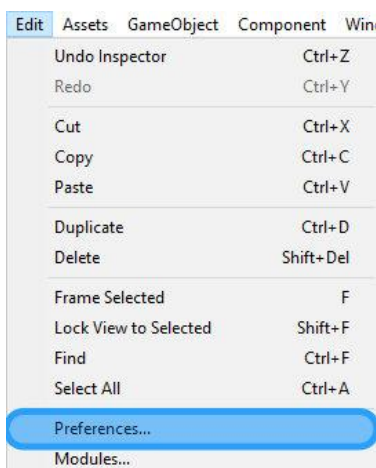 Edit Assets GameObject Component
Undo Inspector Ctrl+Z
Redo Ctrl+Y
Cut Ctrl+X
Copy Ctrl+C
Paste Ctrl+V
Duplicate Ctrl+D
Delete Shift+Del
Frame Selected F
Lock View to Selected Shift+F
Find Ctrl+F
Select All Ctrl+A
Preferences...
Modules...